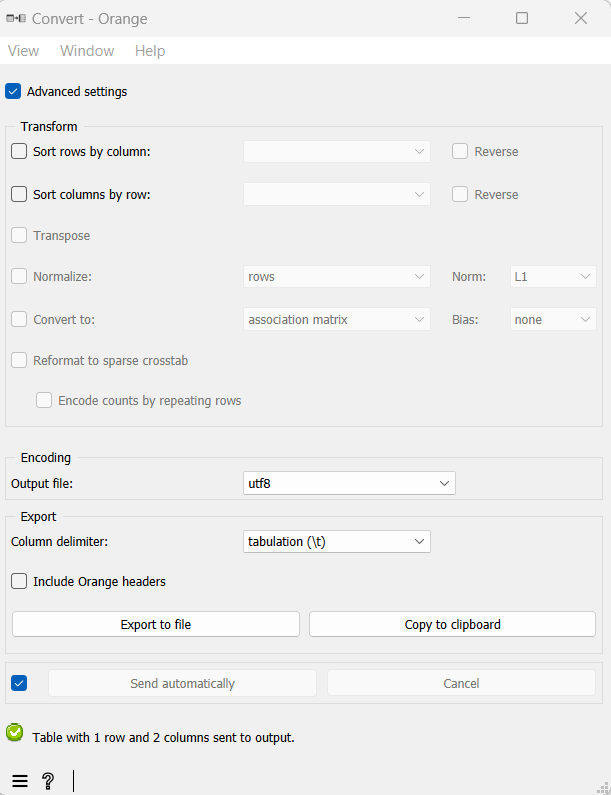 Convert - Orange
View Window Help
Advanced settings
Transform
Sort rows by column: Reverse
Sort columns by row: Reverse
Transpose
Normalize: rows Norm: L1
Convert to: association matrix Bias: none
Reformat to sparse crosstab
Encode counts by repeating rows
Encoding
Output file: utf8
Export
Column delimiter: tabulation (\t)
Include Orange headers
Export to file Copy to clipboard
Send automatically Cancel
Table with 1 row and 2 columns sent to output.
?